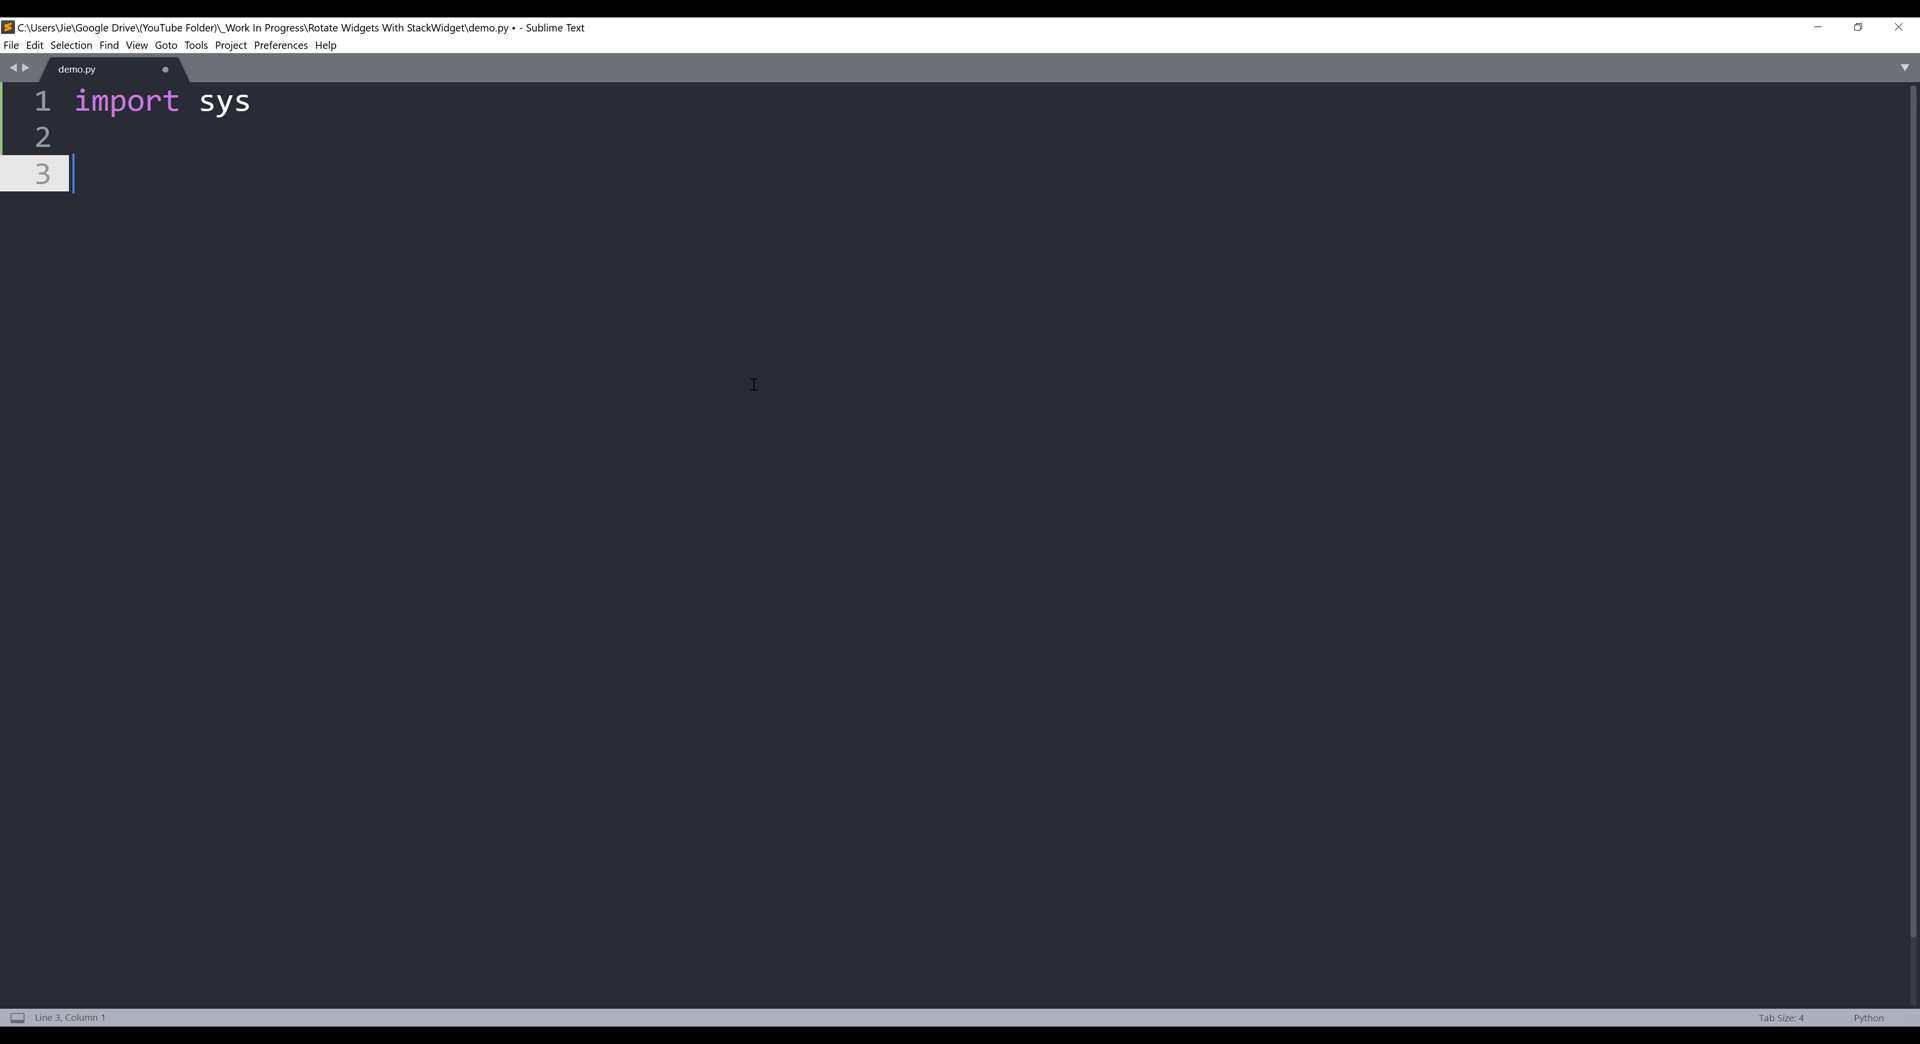 C:\Users\Jie\Google Drive\(YouTube Folder)\_Work In Progress\Rotate Widgets With StackWidget\demo.py • - Sublime Text
File Edit Selection Find View Goto Tools Project Preferences Help
demo.py
1 import sys
2
3
Line 3, Column 1 Tab Size: 4 Python